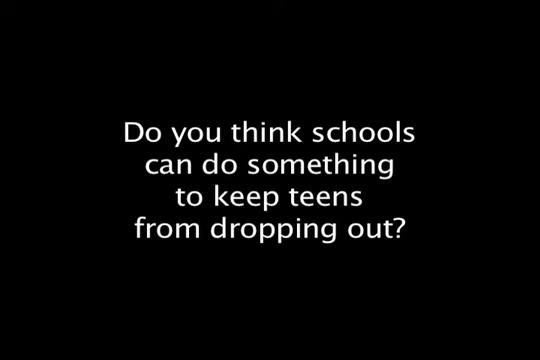 Do you think schools
can do something
to keep teens
from dropping out?